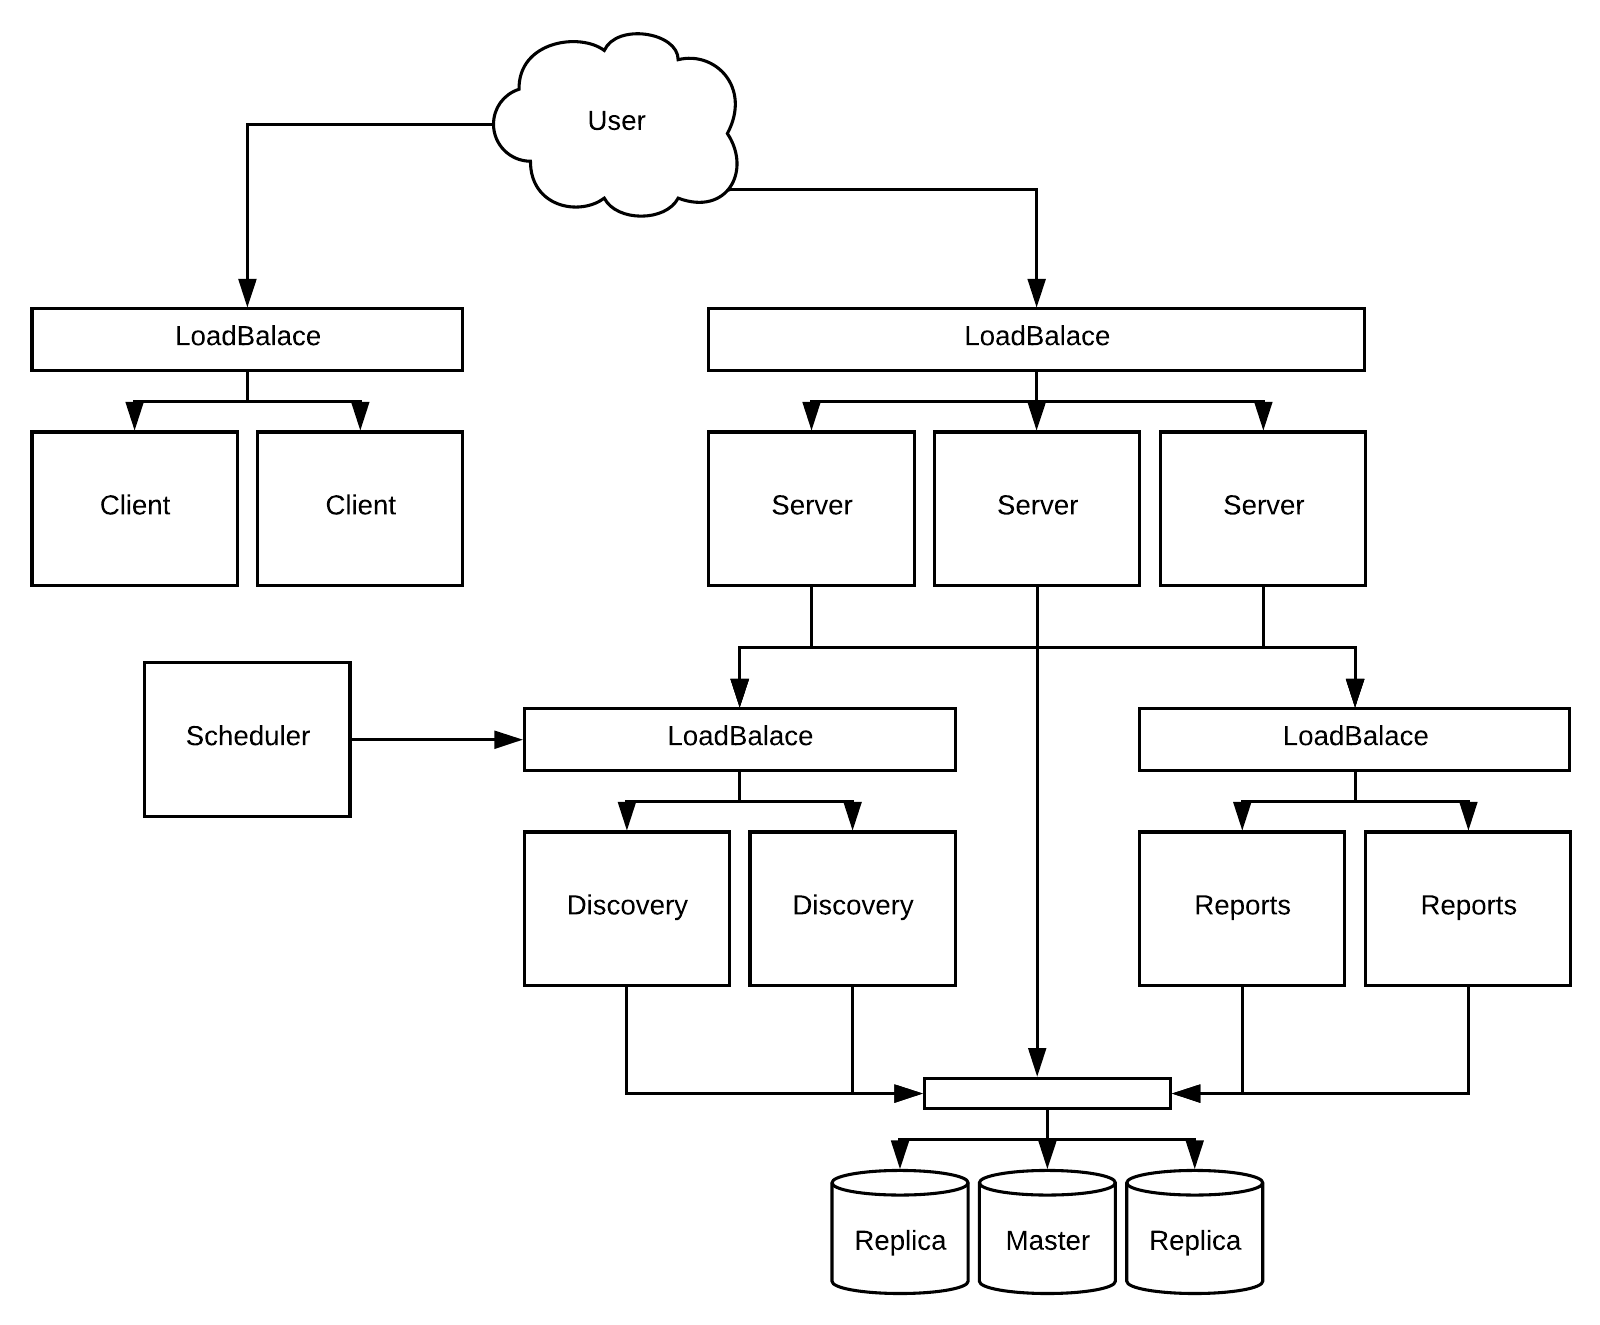 User
LoadBalace
LoadBalace
Client
Client
Server
Server
Server
Scheduler
LoadBalace
LoadBalace
Discovery
Discovery
Reports
Reports
Replica
Master
Replica